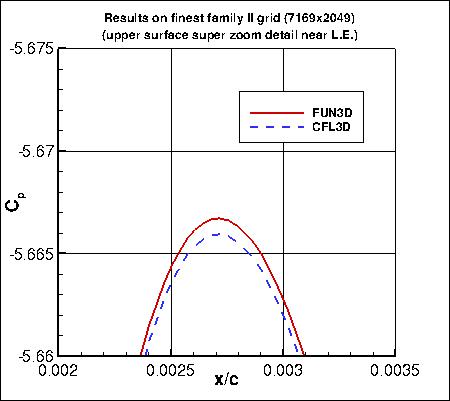 Results on finest family II grid (7169x2049)
(upper surface super zoom detail near L.E.)
-5.675
FUN3D
CFL3D
-5.67
Cp
-5.665
-5.66
0.002
0.0025
0.003
0.0035
x/c